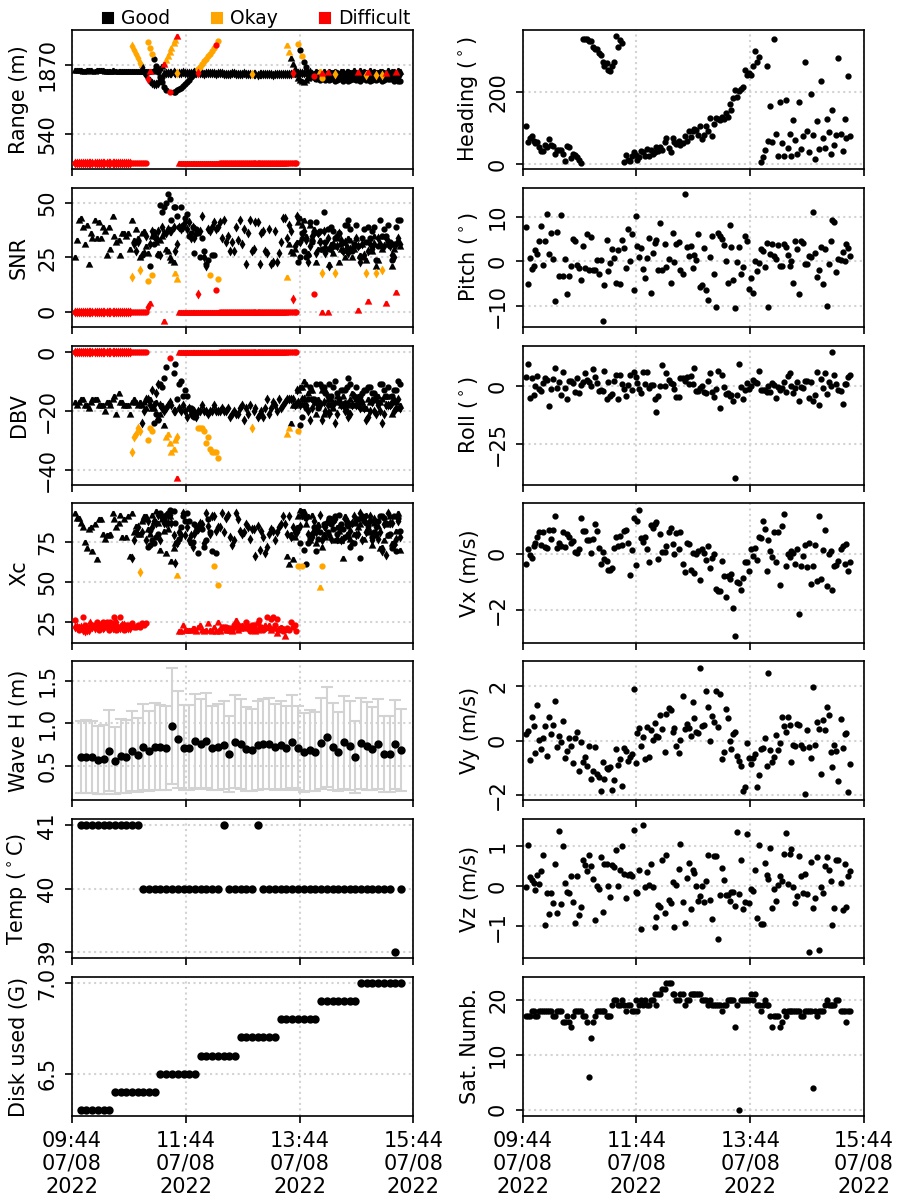 Good Okay Difficult
Range (m)
1870
540
Heading (°)
200
0
SNR
50
25
0
Pitch (°)
10
0
−10
DBV
0
−20
−40
Roll (°)
0
−25
Xc
75
50
25
Vx (m/s)
0
−2
Wave H (m)
1.5
1.0
0.5
Vy (m/s)
2
0
−2
Temp (°C)
41
40
39
Vz (m/s)
1
0
−1
Disk used (G)
7.0
6.5
Sat. Numb.
20
10
0
09:44 11:44 13:44 15:44 09:44 11:44 13:44 15:44
07/08 07/08 07/08 07/08 07/08 07/08 07/08 07/08
2022 2022 2022 2022 2022 2022 2022 2022